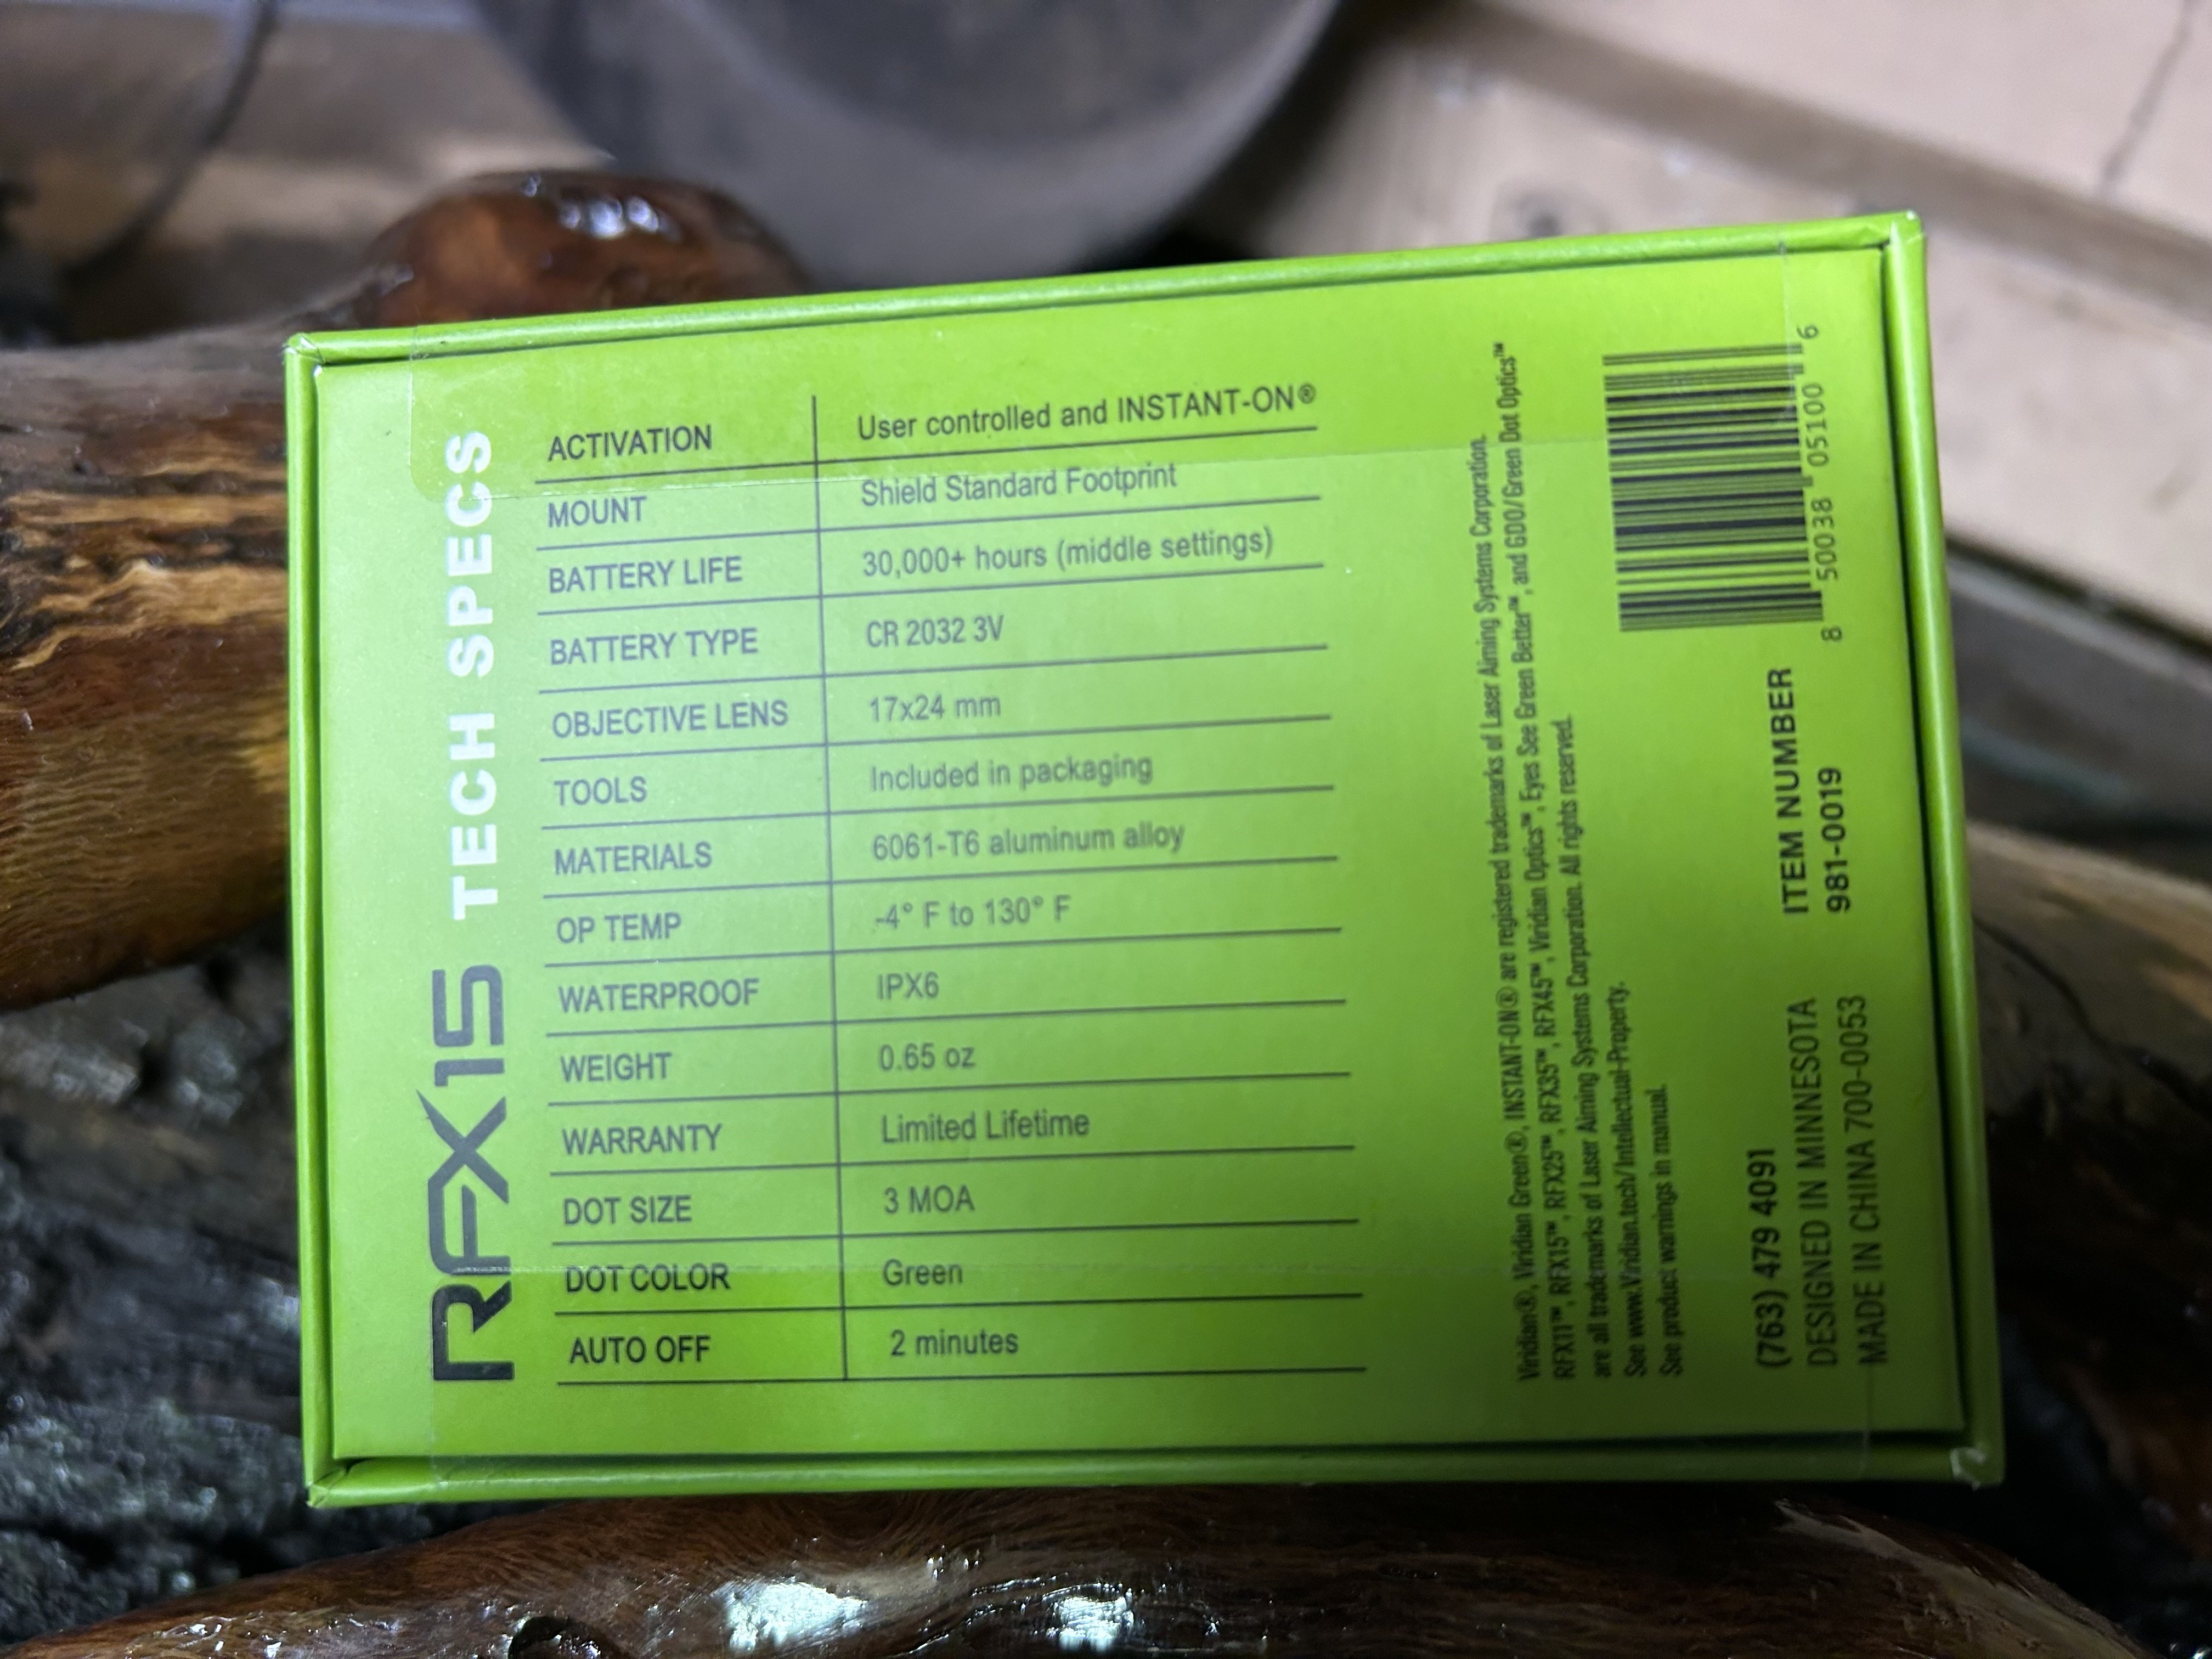 RFX15 TECH SPECS
ACTIVATION User controlled and INSTANT-ON®
MOUNT Shield Standard Footprint
BATTERY LIFE 30,000+ hours (middle settings)
BATTERY TYPE CR 2032 3V
OBJECTIVE LENS 17x24 mm
TOOLS Included in packaging
MATERIALS 6061-T6 aluminum alloy
OP TEMP -4° F to 130° F
WATERPROOF IPX6
WEIGHT 0.65 oz
WARRANTY Limited Lifetime
DOT SIZE 3 MOA
DOT COLOR Green
AUTO OFF 2 minutes
Viridian®, Viridian Green®, INSTANT-ON® are registered trademarks of Laser Aiming Systems Corporation.
RFX11™, RFX15™, RFX25™, RFX35™, RFX45™, Viridian Optics™, Eyes See Green Better™, and GDO/Green Dot Optics™
are all trademarks of Laser Aiming Systems Corporation. All rights reserved.
See www.Viridian.tech/Intellectual-Property.
See product warnings in manual.
(763) 479 4091
DESIGNED IN MINNESOTA
MADE IN CHINA 700-0053
ITEM NUMBER
981-0019
8 50038 05100 6